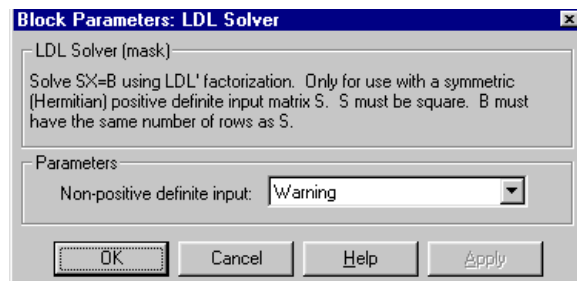 Block Parameters: LDL Solver
LDL Solver (mask)
Solve SX=B using LDL' factorization.  Only for use with a symmetric
(Hermitian) positive definite input matrix S.  S must be square.  B must
have the same number of rows as S.
Parameters
Non-positive definite input: Warning
OK Cancel Help Apply